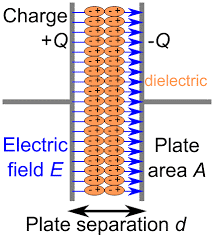 Charge
+Q
-Q
dielectric
Electric
field E
Plate
area A
Plate separation d